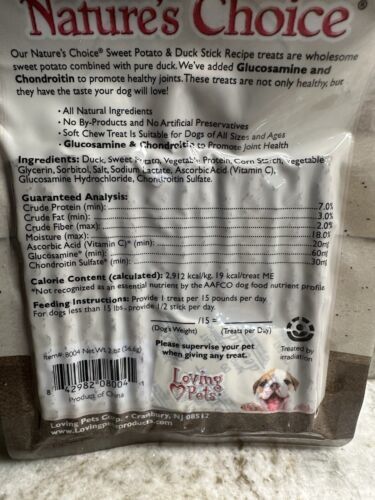 Nature's Choice®
Our Nature's Choice® Sweet Potato & Duck Stick Recipe treats are wholesome
sweet potato combined with pure duck. We've added Glucosamine and
Chondroitin to promote healthy joints. These treats are not only healthy, but
they have the taste your dog will love!
• All Natural Ingredients
• No By-Products and No Artificial Preservatives
• Soft Chew Treat Is Suitable for Dogs of All Sizes and Ages
• Glucosamine & Chondroitin to Promote Joint Health
Ingredients: Duck, Sweet Potato, Vegetable Protein, Corn Starch, Vegetable
Glycerin, Sorbitol, Salt, Sodium Lactate, Ascorbic Acid (Vitamin C),
Glucosamine Hydrochloride, Chondroitin Sulfate.
Guaranteed Analysis:
Crude Protein (min) 7.0%
Crude Fat (min) 3.0%
Crude Fiber (max) 2.0%
Moisture (max) 18.0%
Ascorbic Acid (Vitamin C)* (min) 20mg
Glucosamine* (min) 60mg
Chondroitin Sulfate* (min) 30mg
Calorie Content (calculated): 2,912 kcal/kg, 19 kcal/treat ME
*Not recognized as an essential nutrient by the AAFCO dog food nutrient profile
Feeding Instructions: Provide 1 treat per 15 pounds per day.
For dogs less than 15 lbs - provide 1/2 stick per day.
/15 =
(Dog's Weight) (Treats per Day)
Please supervise your pet
when giving any treat.
Treated by
irradiation
Item#: 8004 Net Wt 2 oz (56.6g)
8 42982 08004 1
Product of China
Loving
Pets
Loving Pets Corp. • Cranbury, NJ 08512
www.Lovingpetsproducts.com